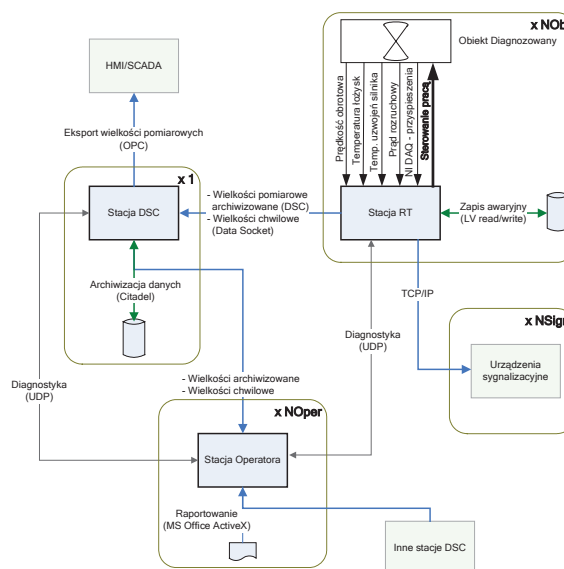 x NOb
Obiekt Diagnozowany
HMI/SCADA
Prędkość obrotowa
Temperatura łożysk
Temp. uzwojeń silnika
Prąd rozruchowy
NI DAQ - przyspieszenia
Sterowanie pracą
Eksport wielkości pomiarowych
(OPC)
x 1
Stacja DSC
- Wielkości pomiarowe
archiwizowane (DSC)
- Wielkości chwilowe
(Data Socket)
Stacja RT
Zapis awaryjny
(LV read/write)
Archiwizacja danych
(Citadel)
TCP/IP
x NSign
Diagnostyka
(UDP)
Urządzenia
sygnalizacyjne
Diagnostyka
(UDP)
- Wielkości archiwizowane
- Wielkości chwilowe
x NOper
Stacja Operatora
Raportowanie
(MS Office ActiveX)
Inne stacje DSC